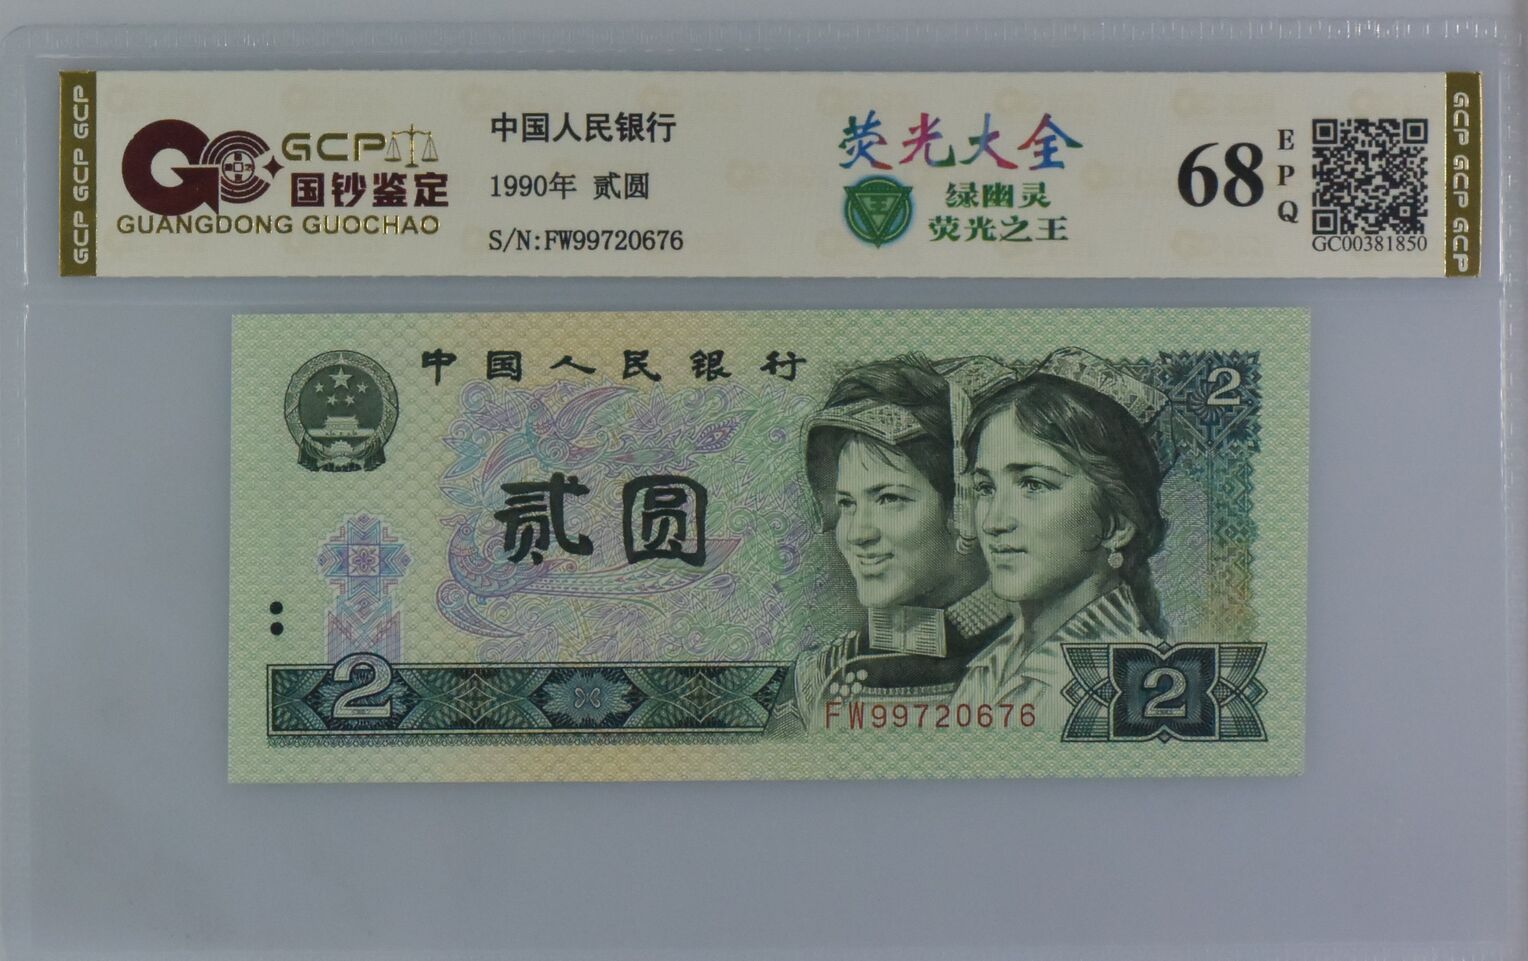 GCP GCP GCP
GCP
国钞鉴定
GUANGDONG GUOCHAO
中国人民银行
1990年 贰圆
S/N:FW99720676
荧光大全
王
绿幽灵
荧光之王
68
EPQ
GC00381850
GCP GCP GCP
中国人民银行
2
贰圆
2
FW99720676
2